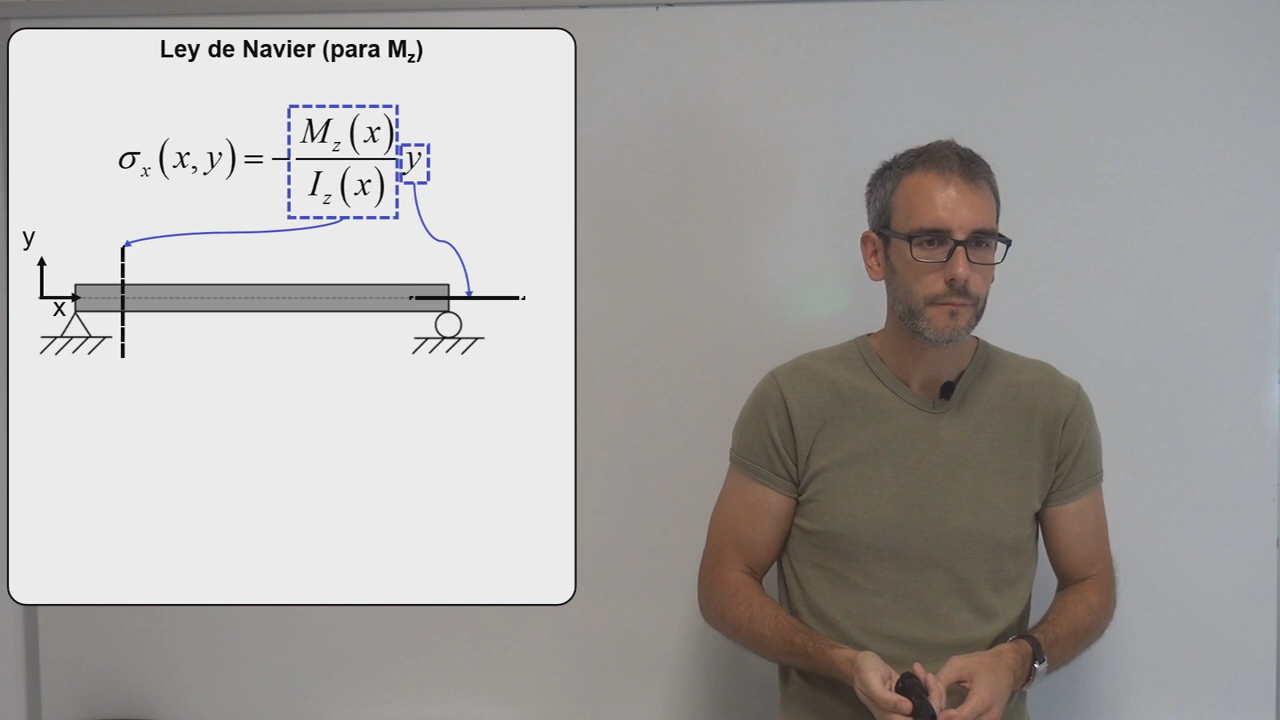 Ley de Navier (para Mz)
σx (x, y) = − Mz (x) / Iz (x) y
y
x